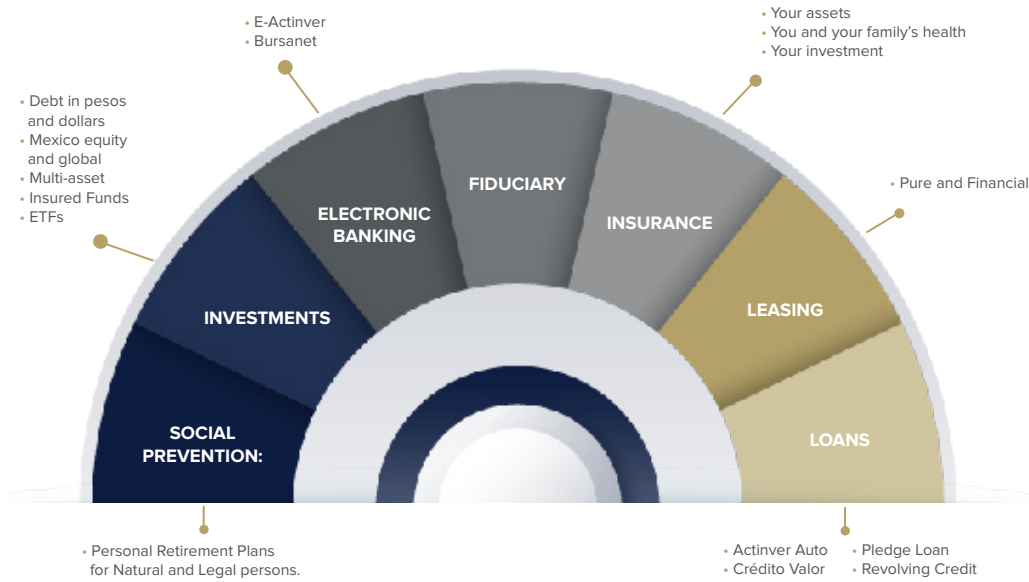 • E-Actinver
• Bursanet
• Your assets
• You and your family’s health
• Your investment
• Debt in pesos
and dollars
• Mexico equity
and global
• Multi-asset
• Insured Funds
• ETFs
• Pure and Financial
FIDUCIARY
ELECTRONIC
BANKING
INSURANCE
INVESTMENTS
LEASING
SOCIAL
PREVENTION:
LOANS
• Personal Retirement Plans
for Natural and Legal persons.
• Actinver Auto
• Crédito Valor
• Pledge Loan
• Revolving Credit